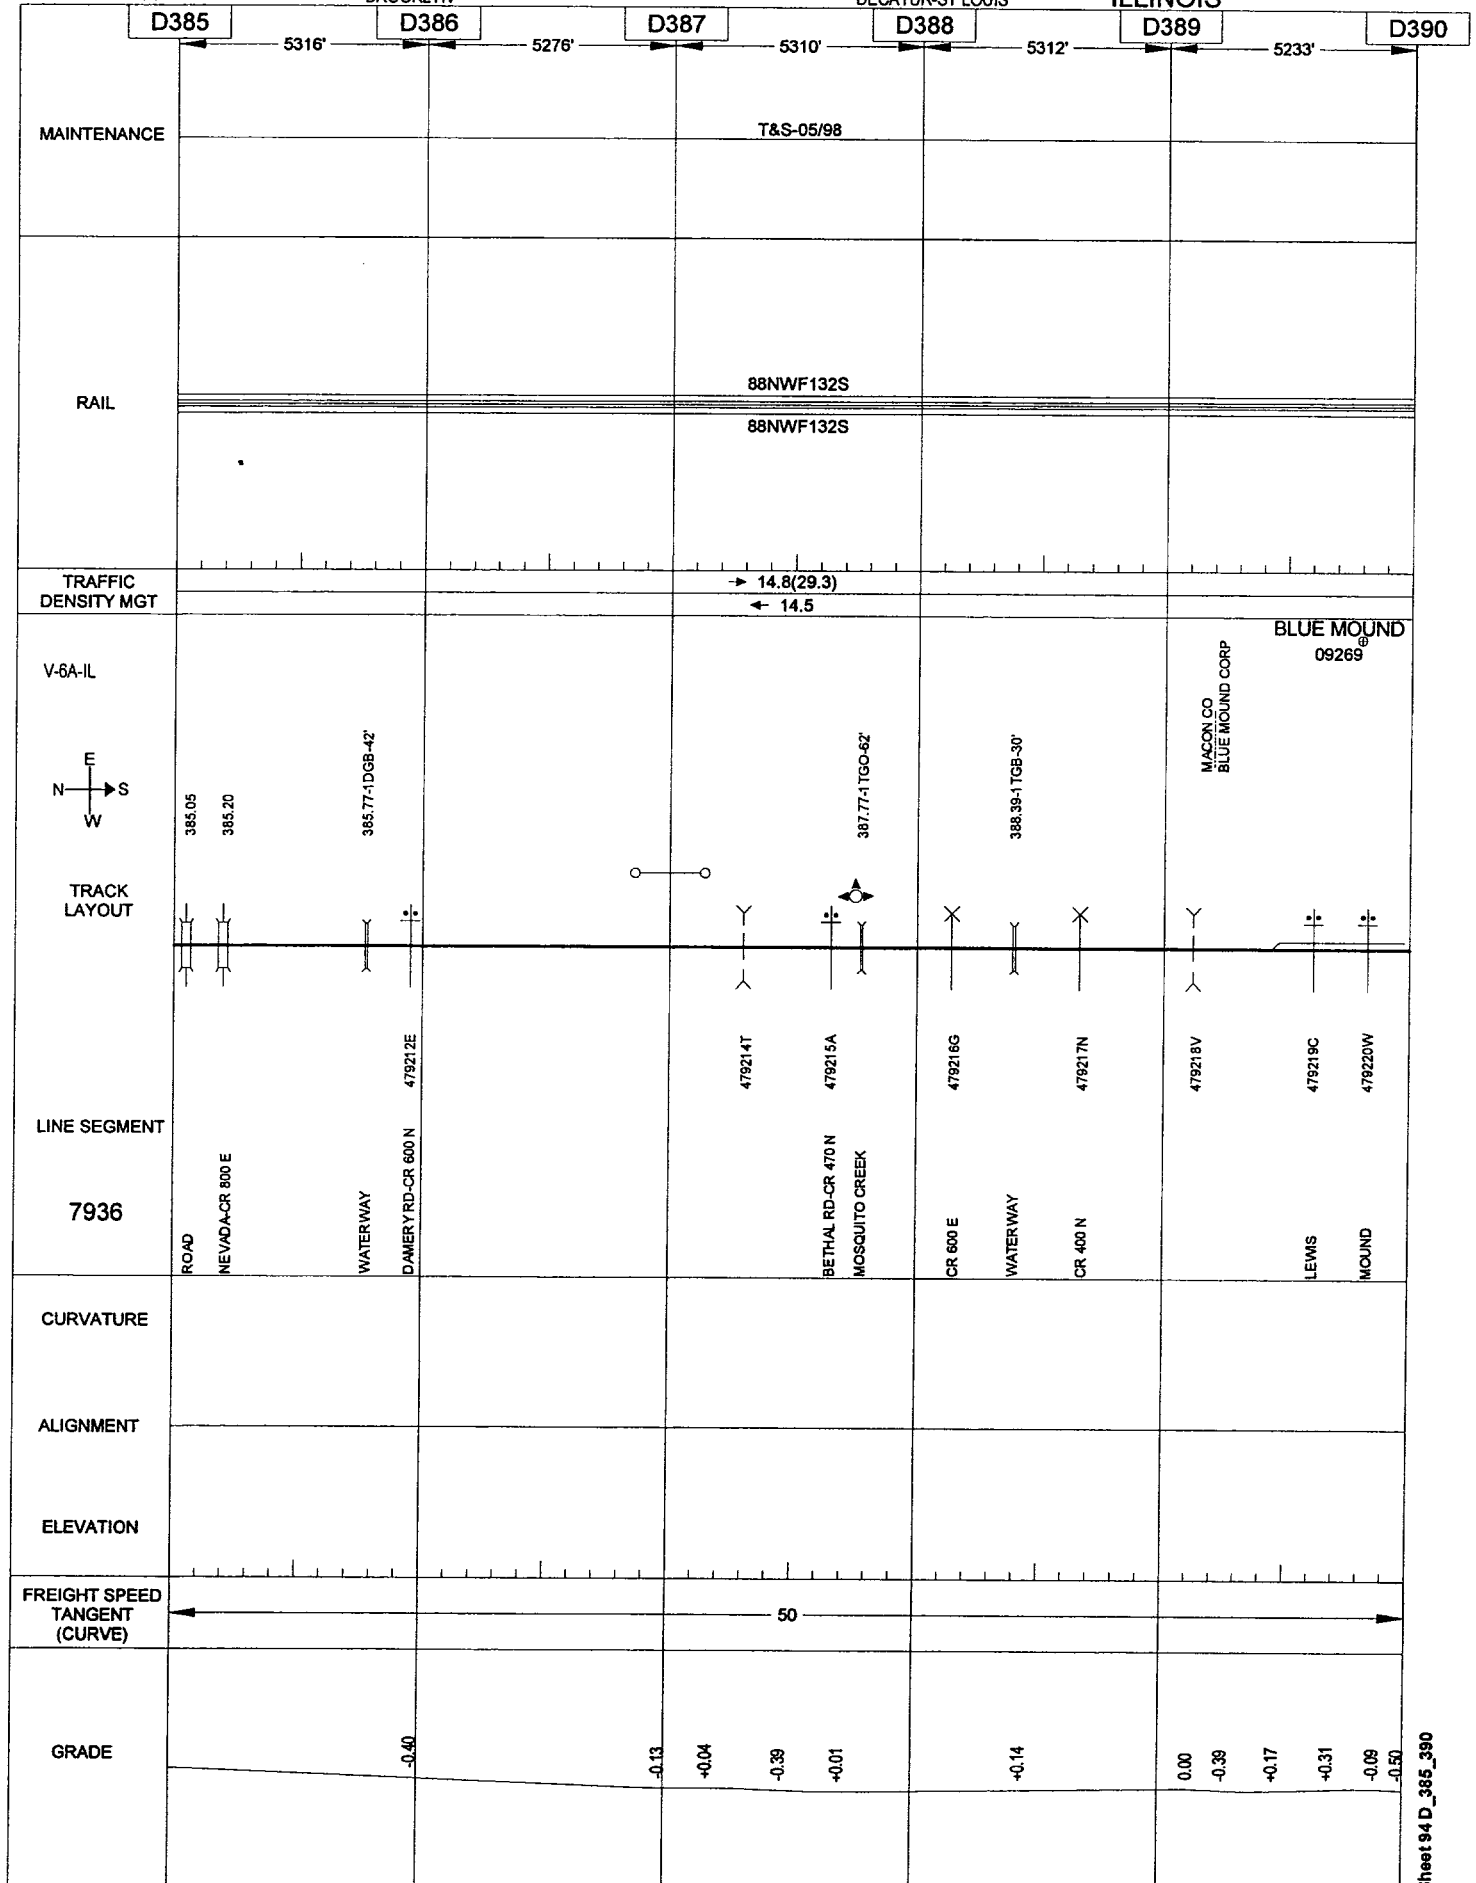 BROOKLYN
DECATUR-ST LOUIS
ILLINOIS
D385
D386
D387
D388
D389
D390
5316'
5276'
5310'
5312'
5233'
MAINTENANCE
T&S-05/98
RAIL
88NWF132S
88NWF132S
TRAFFIC
DENSITY MGT
14.8(29.3)
14.5
BLUE MOUND
09269
V-6A-IL
MACON CO
BLUE MOUND CORP
E
N
S
W
385.05
385.20
385.77-1DGB-42'
387.77-1TGO-62'
388.39-1TGB-30'
TRACK
LAYOUT
479212E
479214T
479215A
479216G
479217N
479218V
479219C
479220W
LINE SEGMENT
7936
ROAD
NEVADA-CR 800 E
WATERWAY
DAMERY RD-CR 600 N
BETHAL RD-CR 470 N
MOSQUITO CREEK
CR 600 E
WATERWAY
CR 400 N
LEWIS
MOUND
CURVATURE
ALIGNMENT
ELEVATION
FREIGHT SPEED
TANGENT
(CURVE)
50
GRADE
-0.40
-0.13
+0.04
-0.39
+0.01
+0.14
0.00
-0.39
+0.17
+0.31
-0.09
-0.50
heet 94 D_385_390